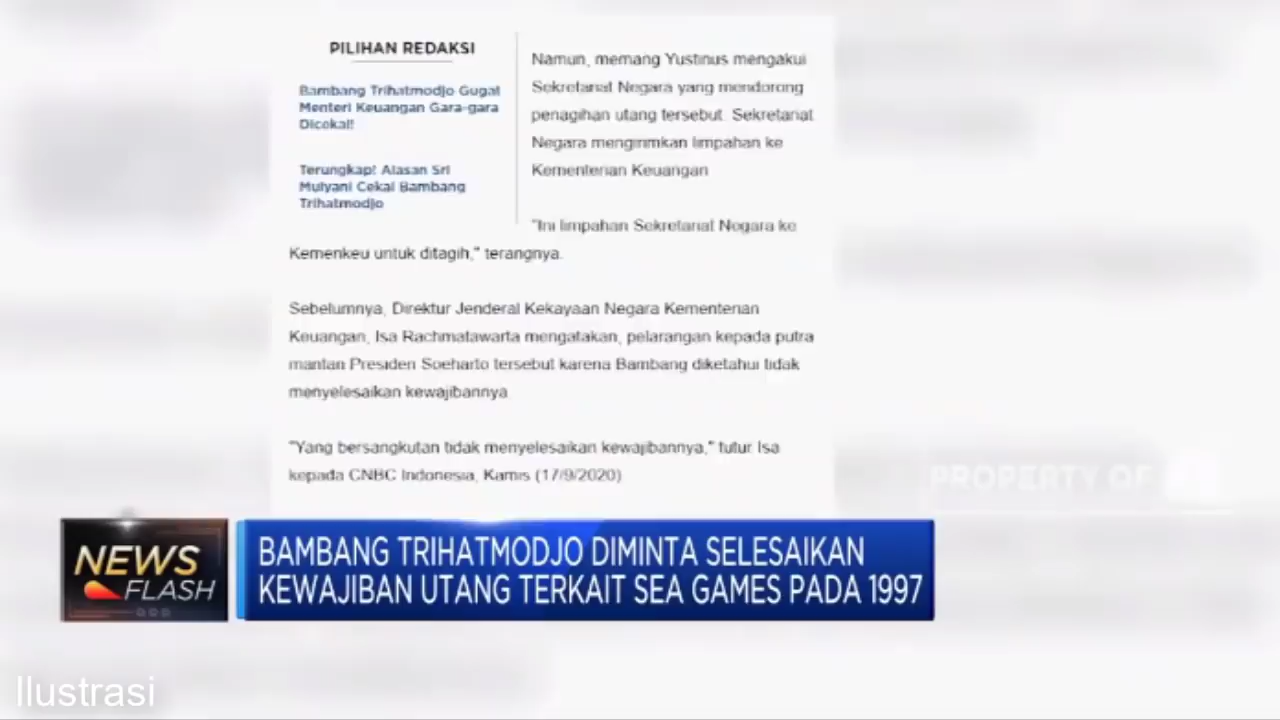 PILIHAN REDAKSI
Bambang Trihatmodjo Gugat
Menteri Keuangan Gara-gara
Dicekal!
Terungkap! Alasan Sri
Mulyani Cekal Bambang
Trihatmodjo
Namun, memang Yustinus mengakui
Sekretariat Negara yang mendorong
penagihan utang tersebut. Sekretariat
Negara mengirimkan limpahan ke
Kementerian Keuangan
"Ini limpahan Sekretariat Negara ke
Kemenkeu untuk ditagih," terangnya.
Sebelumnya, Direktur Jenderal Kekayaan Negara Kementerian
Keuangan, Isa Rachmatawarta mengatakan, pelarangan kepada putra
mantan Presiden Soeharto tersebut karena Bambang diketahui tidak
menyelesaikan kewajibannya
"Yang bersangkutan tidak menyelesaikan kewajibannya," tutur Isa
kepada CNBC Indonesia, Kamis (17/9/2020)
PROPERTY OF
NEWS
FLASH
BAMBANG TRIHATMODJO DIMINTA SELESAIKAN
KEWAJIBAN UTANG TERKAIT SEA GAMES PADA 1997
Ilustrasi